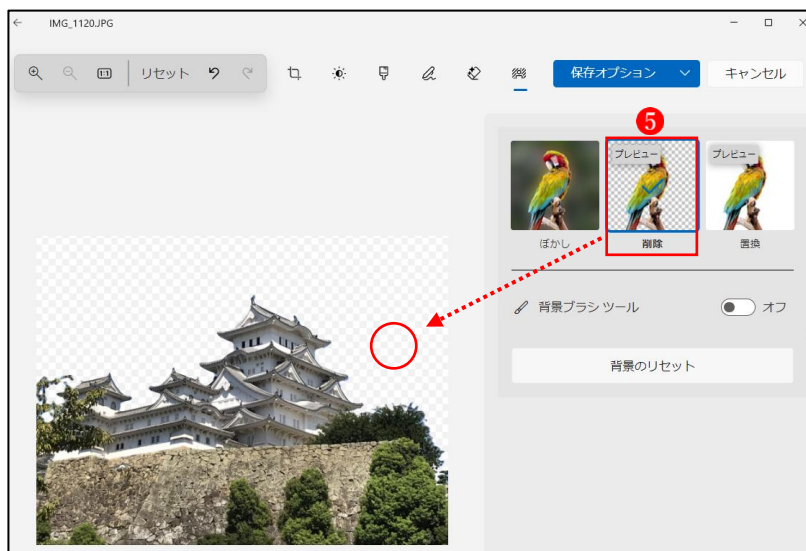 IMG_1120.JPG
1:1 リセット 保存オプション キャンセル
5
プレビュー プレビュー
ぼかし 削除 置換
背景ブラシ ツール オフ
背景のリセット